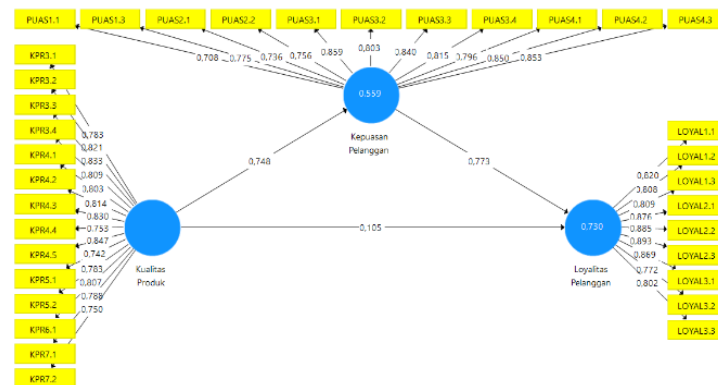 PUAS1.1 PUAS1.3 PUAS2.1 PUAS2.2 PUAS3.1 PUAS3.2 PUAS3.3 PUAS3.4 PUAS4.1 PUAS4.2 PUAS4.3
0,708 0,775 0,736 0,756 0,859 0,803 0,840 0,815 0,796 0,850 0,853
0.559
Kepuasan
Pelanggan
KPR3.1
KPR3.2
KPR3.3
KPR3.4
KPR4.1
KPR4.2
KPR4.3
KPR4.4
KPR4.5
KPR5.1
KPR5.2
KPR6.1
KPR7.1
KPR7.2
0,783
0,821
0,833
0,809
0,803
0,814
0,830
0,753
0,847
0,742
0,783
0,807
0,788
0,750
Kualitas
Produk
0,748
0,773
0,105
0.730
Loyalitas
Pelanggan
0,820
0,808
0,809
0,876
0,885
0,893
0,869
0,772
0,802
LOYAL1.1
LOYAL1.2
LOYAL1.3
LOYAL2.1
LOYAL2.2
LOYAL2.3
LOYAL3.1
LOYAL3.2
LOYAL3.3